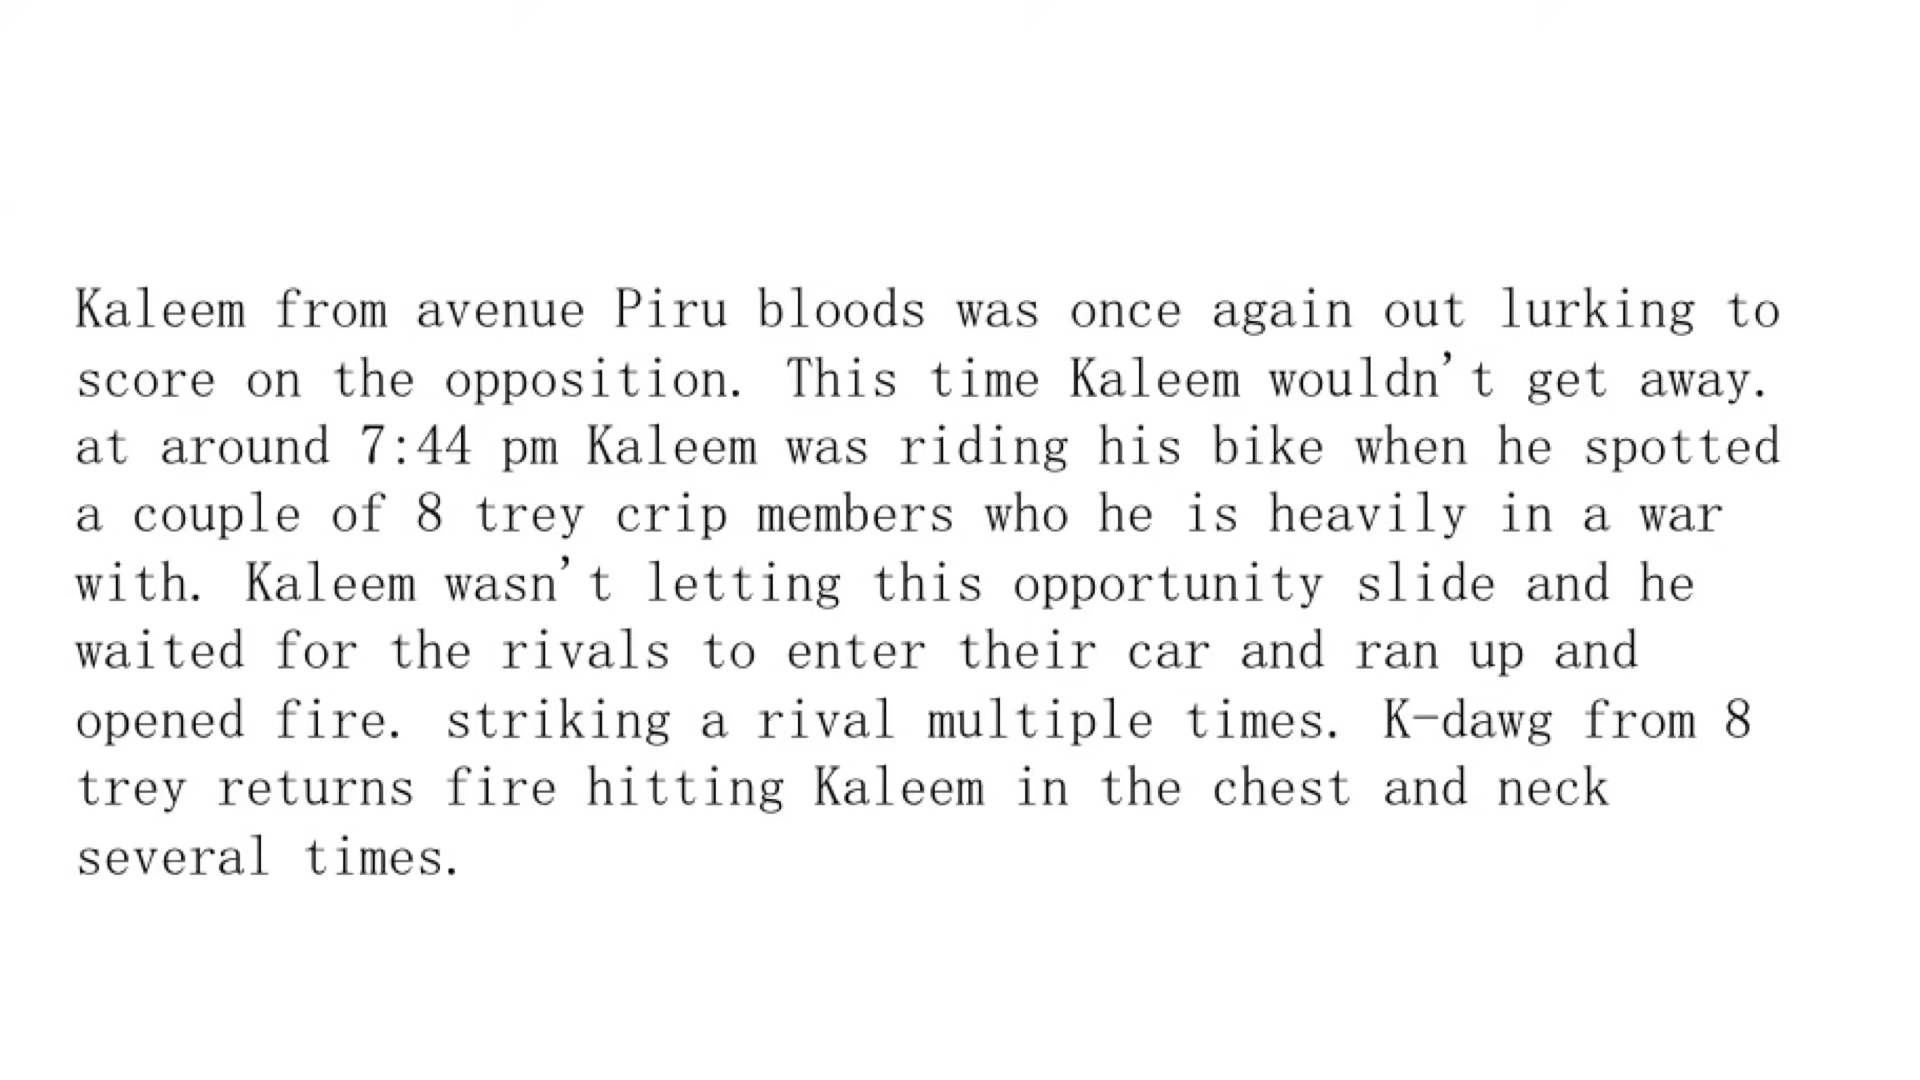 Kaleem from avenue Piru bloods was once again out lurking to
score on the opposition. This time Kaleem wouldn't get away.
at around 7:44 pm Kaleem was riding his bike when he spotted
a couple of 8 trey crip members who he is heavily in a war
with. Kaleem wasn't letting this opportunity slide and he
waited for the rivals to enter their car and ran up and
opened fire. striking a rival multiple times. K-dawg from 8
trey returns fire hitting Kaleem in the chest and neck
several times.